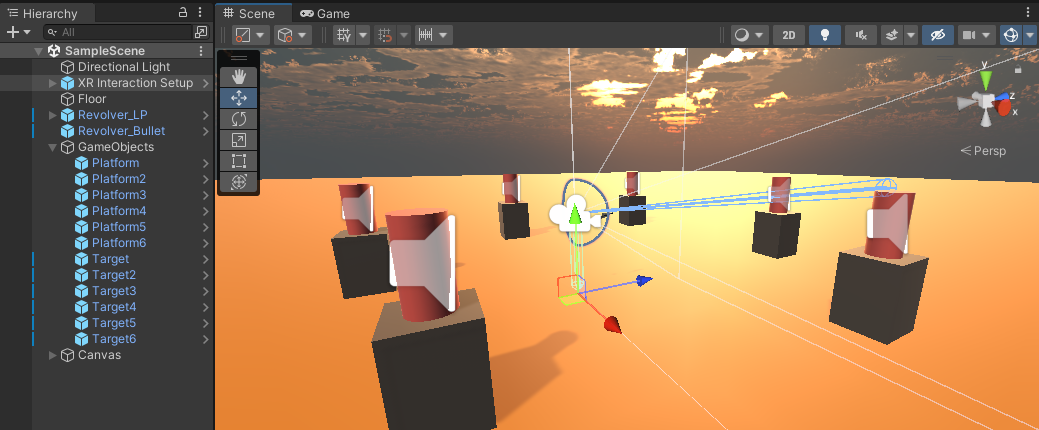 Hierarchy
All
SampleScene
Directional Light
XR Interaction Setup
Floor
Revolver_LP
Revolver_Bullet
GameObjects
Platform
Platform2
Platform3
Platform4
Platform5
Platform6
Target
Target2
Target3
Target4
Target5
Target6
Canvas
Scene
Game
2D
y
z
x
Persp